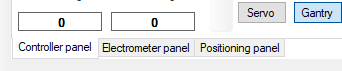 Servo Gantry
0 0
Controller panel Electrometer panel Positioning panel